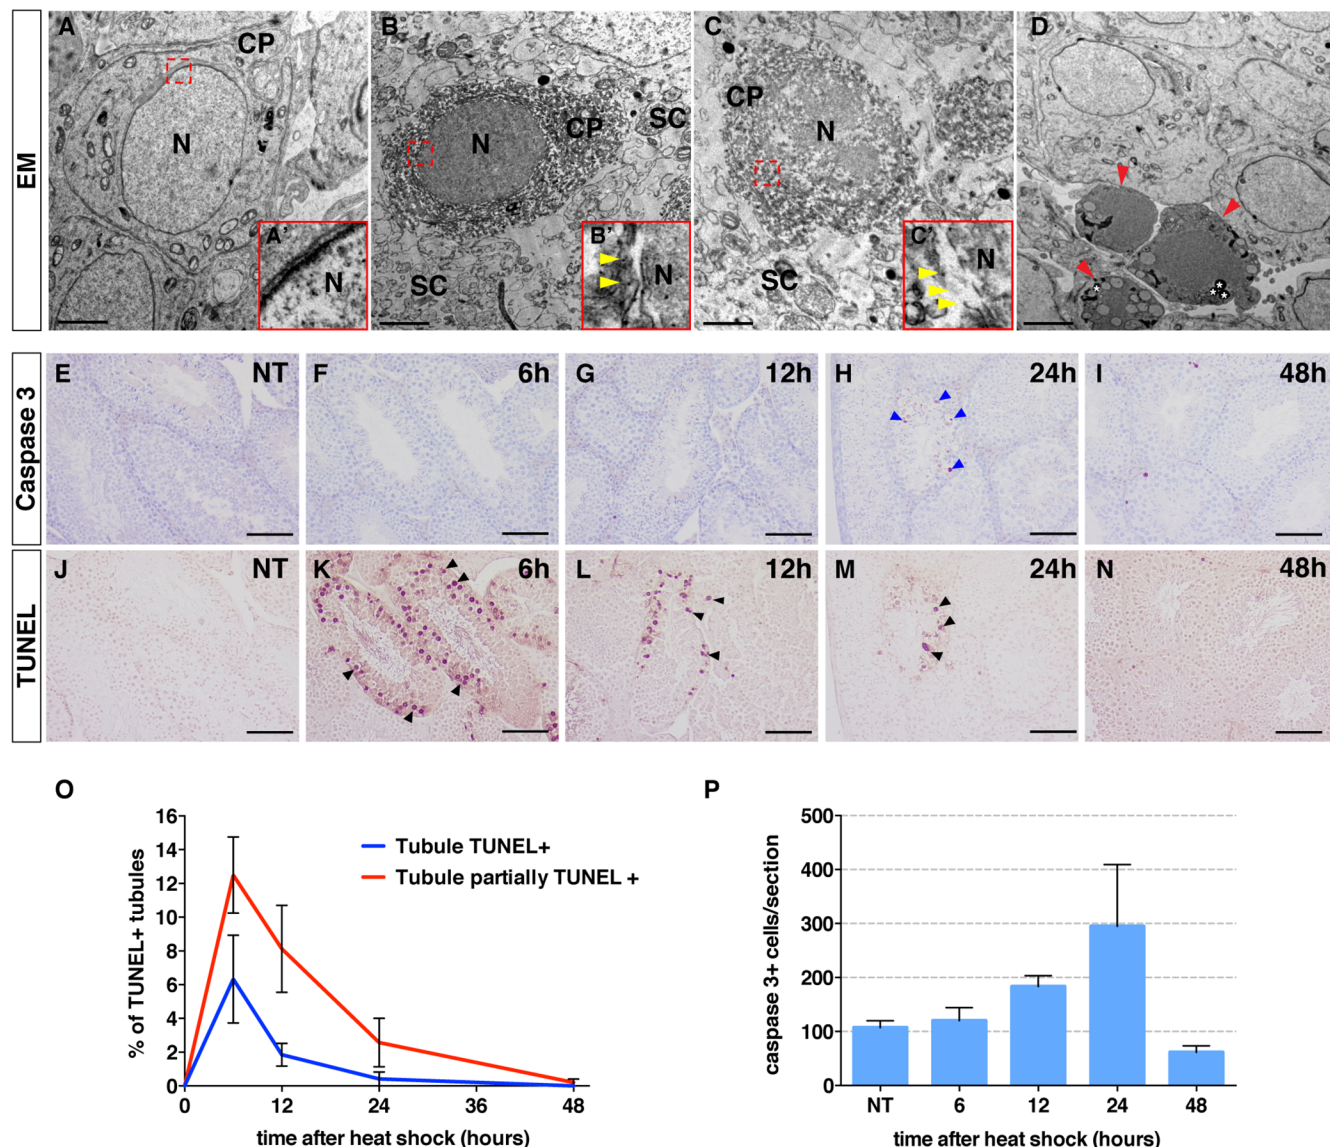 EM
A
CP
N
A'
N
B
N
CP
SC
SC
B'
N
C
CP
N
SC
C'
N
D
*
*
*
*
Caspase 3
E NT
F 6h
G 12h
H 24h
I 48h
TUNEL
J NT
K 6h
L 12h
M 24h
N 48h
O
% of TUNEL+ tubules
16
14
12
10
8
6
4
2
0
Tubule TUNEL+
Tubule partially TUNEL +
0 12 24 36 48
time after heat shock (hours)
P
caspase 3+ cells/section
500
400
300
200
100
0
NT 6 12 24 48
time after heat shock (hours)